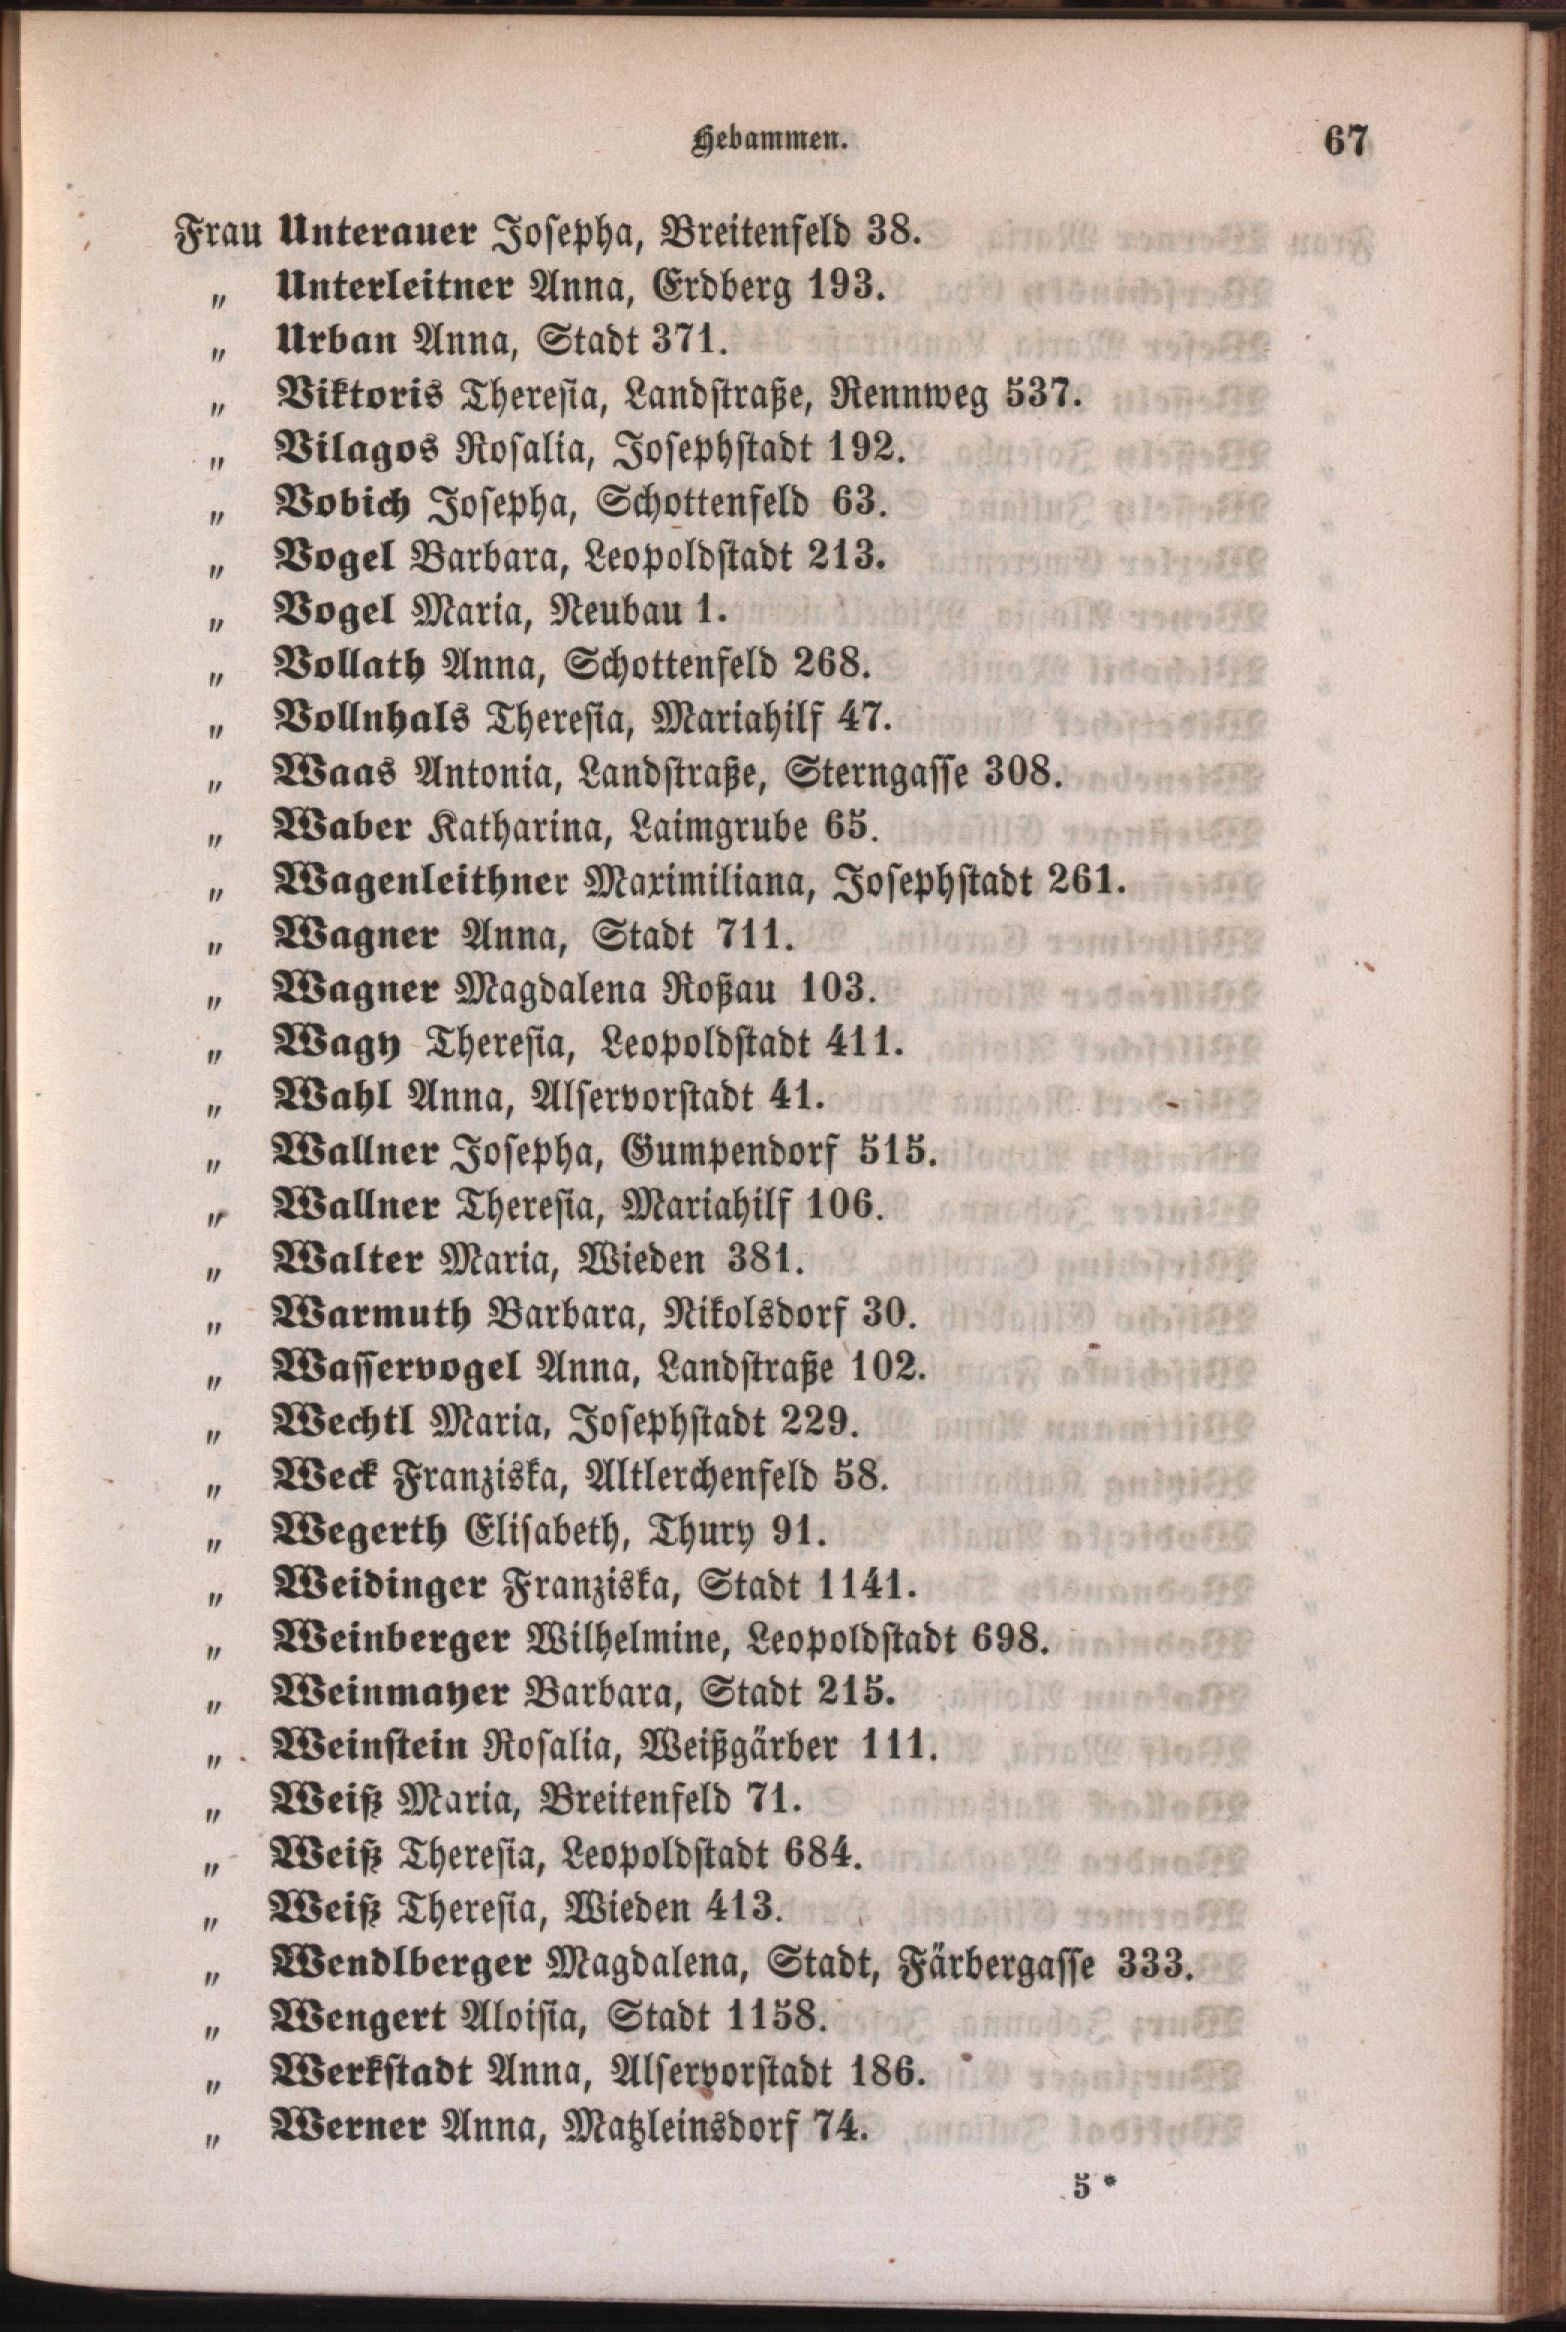 Hebammen. 67
Frau Unterauer Josepha, Breitenfeld 38.
„ Unterleitner Anna, Erdberg 193.
„ Urban Anna, Stadt 371.
„ Viktoris Theresia, Landstraße, Rennweg 537.
„ Vilagos Rosalia, Josephstadt 192.
„ Vobich Josepha, Schottenfeld 63.
„ Vogel Barbara, Leopoldstadt 213.
„ Vogel Maria, Neubau 1.
„ Vollath Anna, Schottenfeld 268.
„ Vollnhals Theresia, Mariahilf 47.
„ Waas Antonia, Landstraße, Sterngasse 308.
„ Waber Katharina, Laimgrube 65.
„ Wagenleithner Maximiliana, Josephstadt 261.
„ Wagner Anna, Stadt 711.
„ Wagner Magdalena Roßau 103.
„ Wagy Theresia, Leopoldstadt 411.
„ Wahl Anna, Alservorstadt 41.
„ Wallner Josepha, Gumpendorf 515.
„ Wallner Theresia, Mariahilf 106.
„ Walter Maria, Wieden 381.
„ Warmuth Barbara, Nikolsdorf 30.
„ Wasservogel Anna, Landstraße 102.
„ Wechtl Maria, Josephstadt 229.
„ Weck Franziska, Altlerchenfeld 58.
„ Wegerth Elisabeth, Thury 91.
„ Weidinger Franziska, Stadt 1141.
„ Weinberger Wilhelmine, Leopoldstadt 698.
„ Weinmayer Barbara, Stadt 215.
„ Weinstein Rosalia, Weißgärber 111.
„ Weiß Maria, Breitenfeld 71.
„ Weiß Theresia, Leopoldstadt 684.
„ Weiß Theresia, Wieden 413.
„ Wendlberger Magdalena, Stadt, Färbergasse 333.
„ Wengert Aloisia, Stadt 1158.
„ Werkstadt Anna, Alservorstadt 186.
„ Werner Anna, Matzleinsdorf 74.
5*